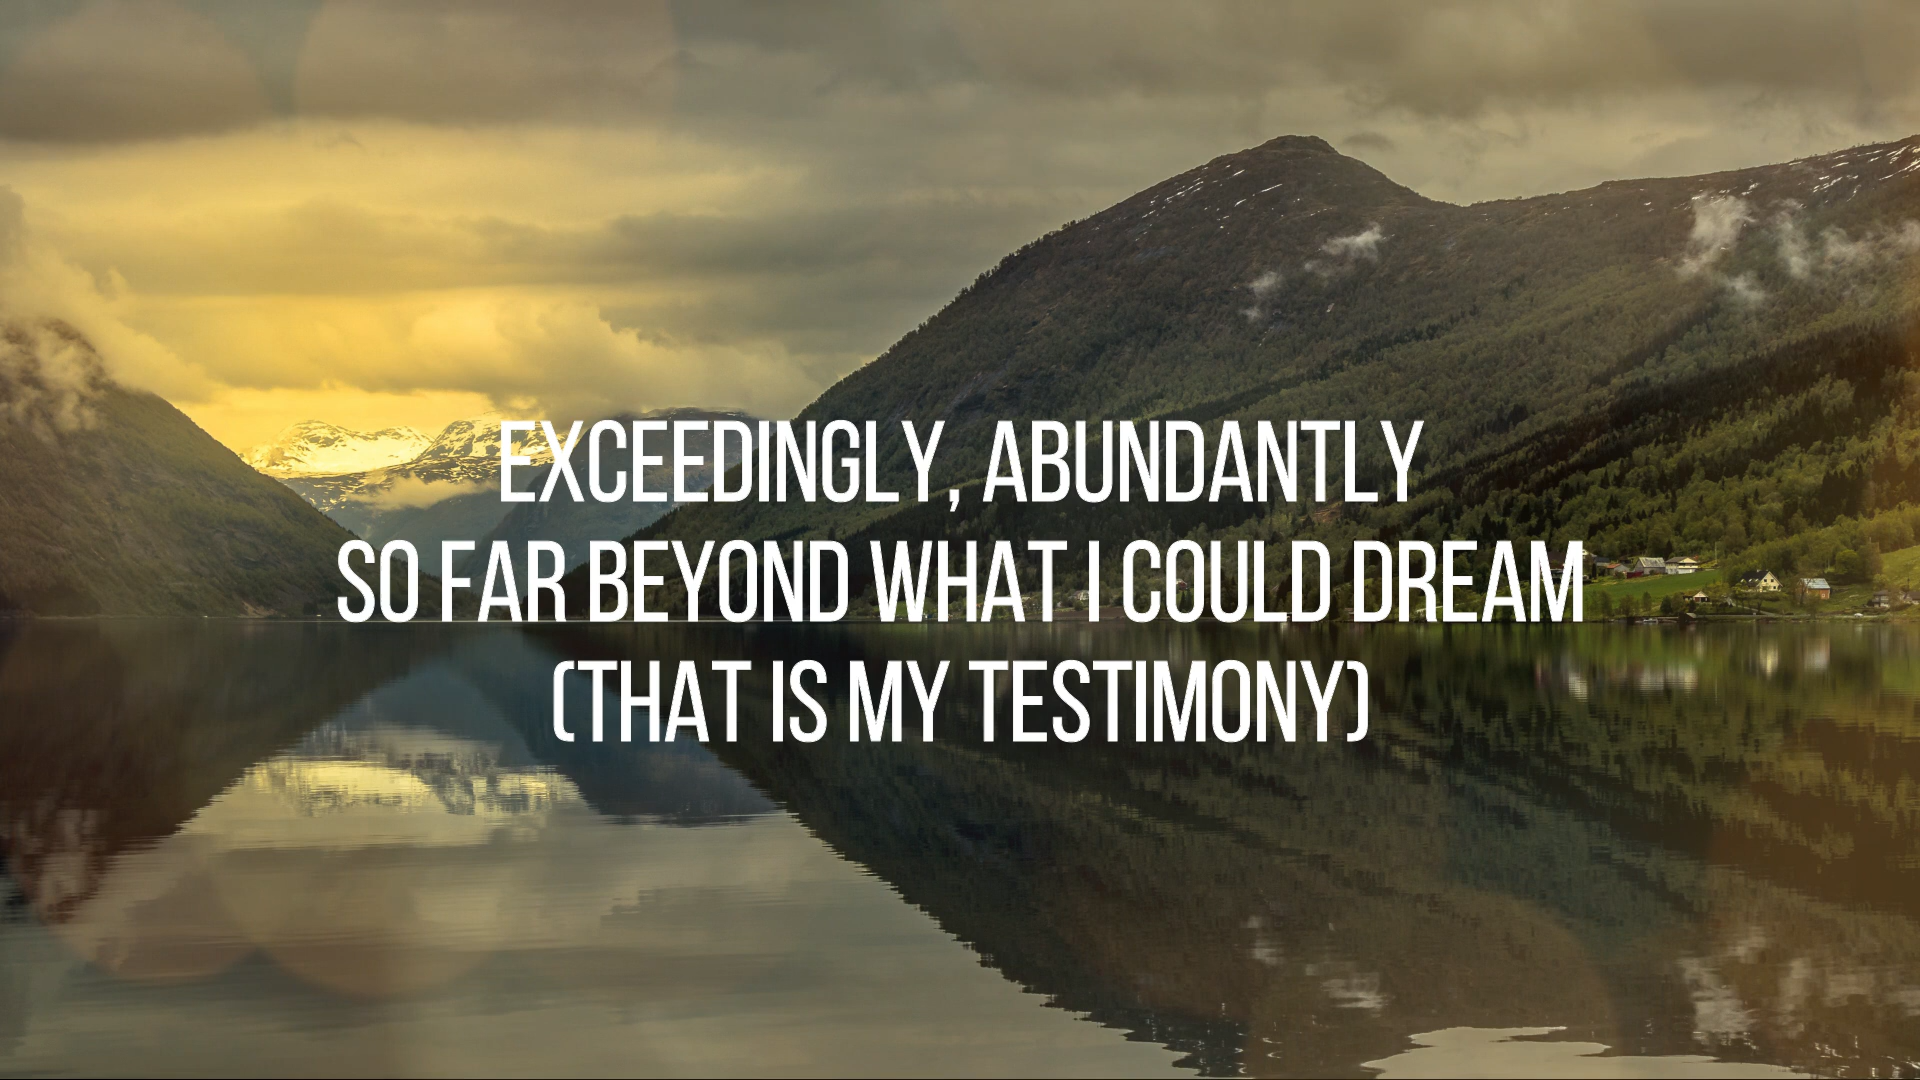 EXCEEDINGLY, ABUNDANTLY
SO FAR BEYOND WHAT I COULD DREAM
(THAT IS MY TESTIMONY)